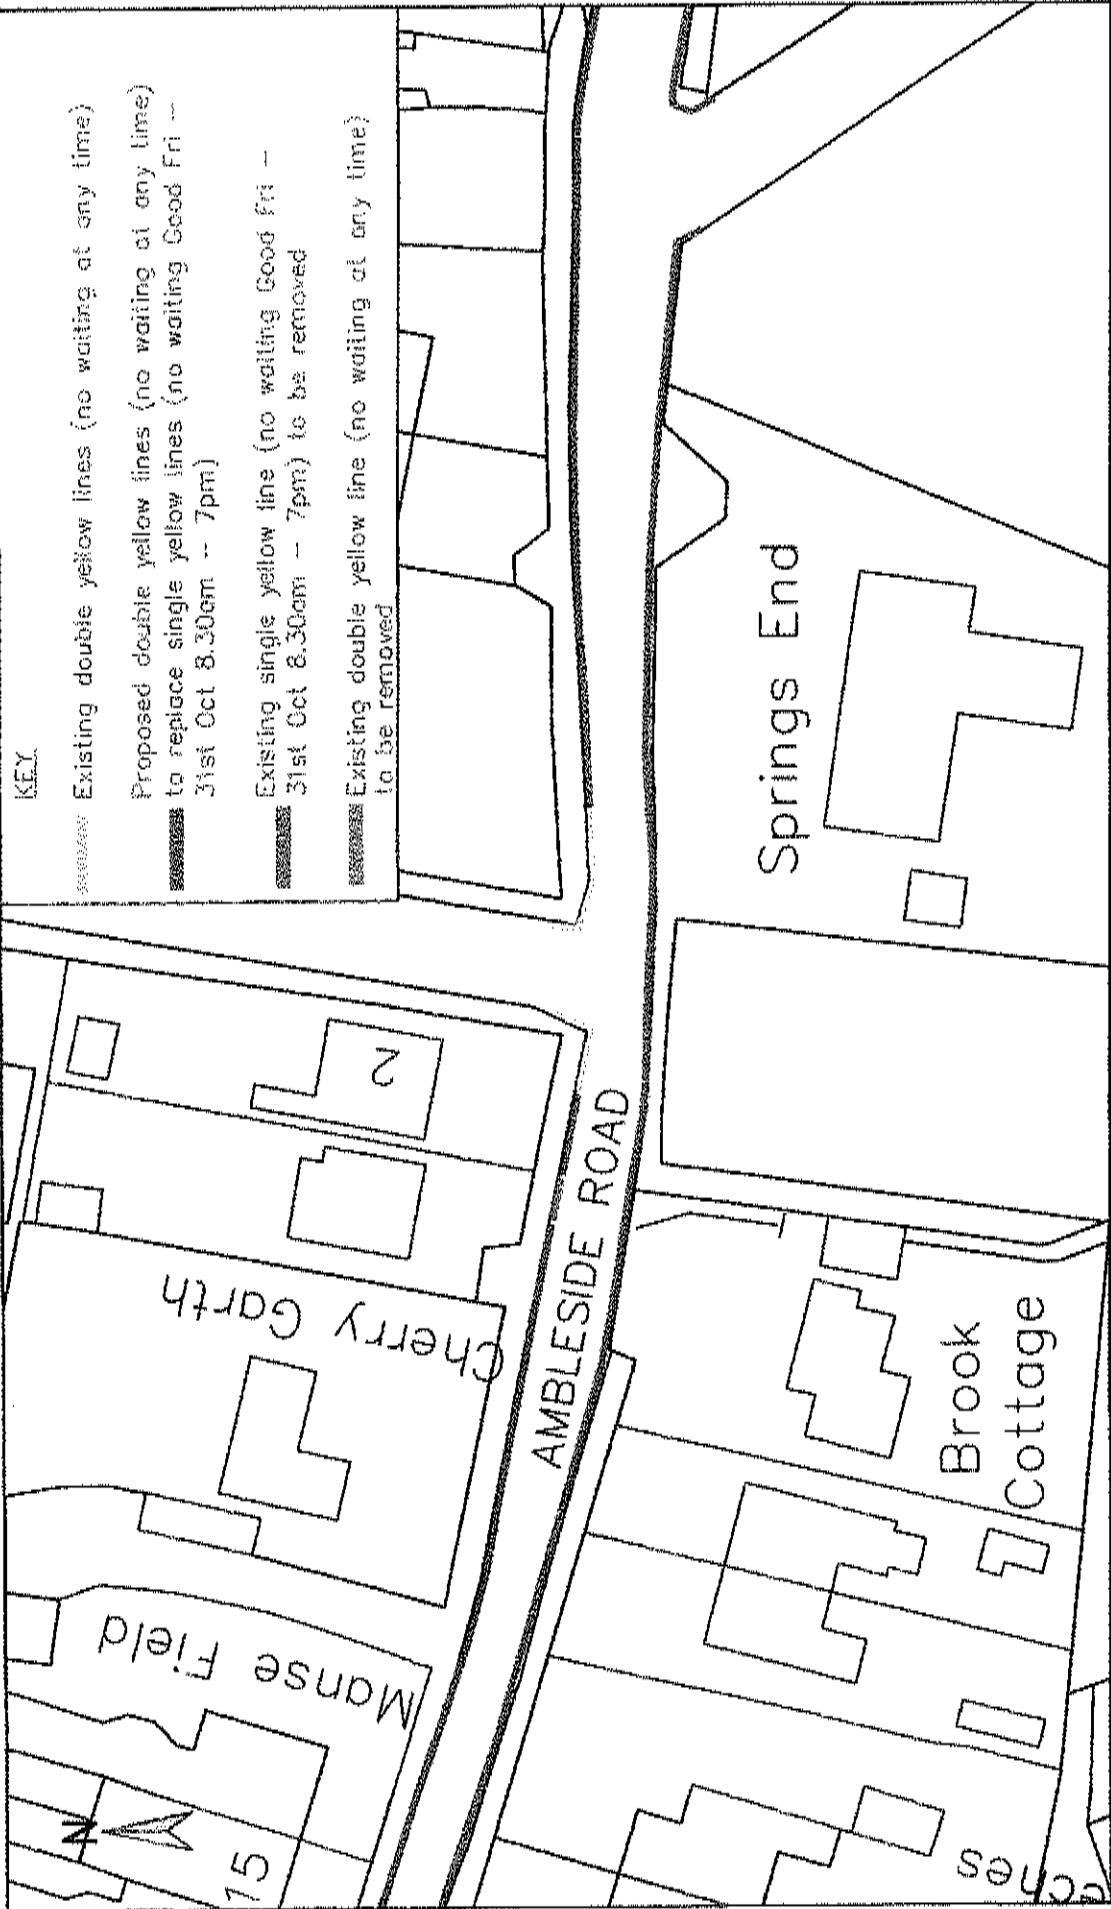 KEY
Existing double yellow lines (no waiting at any time)
Proposed double yellow lines (no waiting at any time)
to replace single yellow lines (no waiting Good Fri –
31st Oct 8.30am -- 7pm)
Existing single yellow line (no waiting Good Fri –
31st Oct 8.30am – 7pm) to be removed
Existing double yellow line (no waiting at any time)
to be removed
N
15
Manse Field
Cherry Garth
2
AMBLESIDE ROAD
Springs End
Brook
Cottage